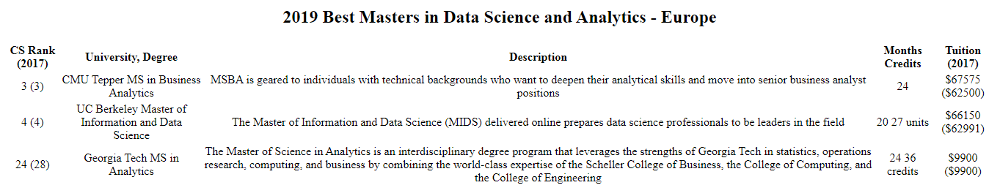 2019 Best Masters in Data Science and Analytics - Europe
CS Rank
(2017)
University, Degree
Description
Months
Credits
Tuition
(2017)
3 (3)
CMU Tepper MS in Business
Analytics
MSBA is geared to individuals with technical backgrounds who want to deepen their analytical skills and move into senior business analyst
positions
24
$67575
($62500)
4 (4)
UC Berkeley Master of
Information and Data
Science
The Master of Information and Data Science (MIDS) delivered online prepares data science professionals to be leaders in the field
20 27 units
$66150
($62991)
24 (28)
Georgia Tech MS in
Analytics
The Master of Science in Analytics is an interdisciplinary degree program that leverages the strengths of Georgia Tech in statistics, operations
research, computing, and business by combining the world-class expertise of the Scheller College of Business, the College of Computing, and
the College of Engineering
24 36
credits
$9900
($9900)